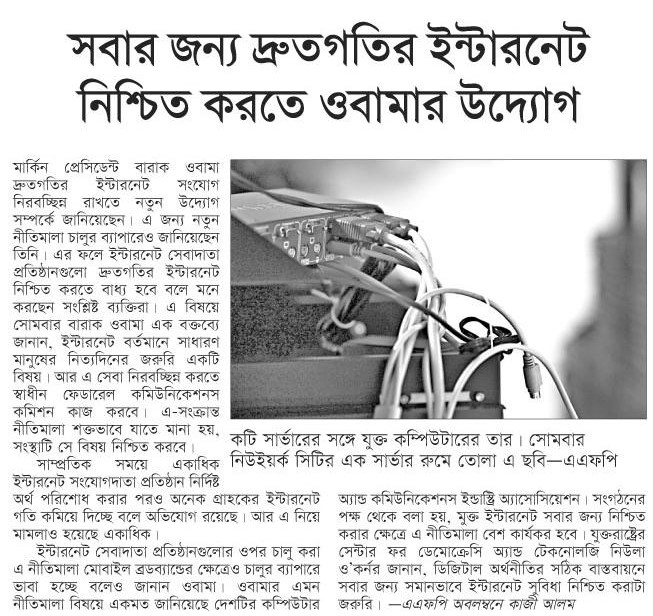 সবার জন্য দ্রুতগতির ইন্টারনেট
নিশ্চিত করতে ওবামার উদ্যোগ
মার্কিন প্রেসিডেন্ট বারাক ওবামা
দ্রুতগতির ইন্টারনেট সংযোগ
নিরবচ্ছিন্ন রাখতে নতুন উদ্যোগ
সম্পর্কে জানিয়েছেন। এ জন্য নতুন
নীতিমালা চালুর ব্যাপারেও জানিয়েছেন
তিনি। এর ফলে ইন্টারনেট সেবাদাতা
প্রতিষ্ঠানগুলো দ্রুতগতির ইন্টারনেট
নিশ্চিত করতে বাধ্য হবে বলে মনে
করছেন সংশ্লিষ্ট ব্যক্তিরা। এ বিষয়ে
সোমবার বারাক ওবামা এক বক্তব্যে
জানান, ইন্টারনেট বর্তমানে সাধারণ
মানুষের নিত্যদিনের জরুরি একটি
বিষয়। আর এ সেবা নিরবচ্ছিন্ন করতে
স্বাধীন ফেডারেল কমিউনিকেশনস
কমিশন কাজ করবে। এ-সংক্রান্ত
নীতিমালা শক্তভাবে যাতে মানা হয়,
সংস্থাটি সে বিষয় নিশ্চিত করবে।
সাম্প্রতিক সময়ে একাধিক
ইন্টারনেট সংযোগদাতা প্রতিষ্ঠান নির্দিষ্ট
অর্থ পরিশোধ করার পরও অনেক গ্রাহকের ইন্টারনেট
গতি কমিয়ে দিচ্ছে বলে অভিযোগ রয়েছে। আর এ নিয়ে
মামলাও হয়েছে একাধিক।
ইন্টারনেট সেবাদাতা প্রতিষ্ঠানগুলোর ওপর চালু করা
এ নীতিমালা মোবাইল ব্রডব্যান্ডের ক্ষেত্রেও চালুর ব্যাপারে
ভাবা হচ্ছে বলেও জানান ওবামা। ওবামার এমন
নীতিমালা বিষয়ে একমত জানিয়েছে দেশটির কম্পিউটার
কটি সার্ভারের সঙ্গে যুক্ত কম্পিউটারের তার। সোমবার
নিউইয়র্ক সিটির এক সার্ভার রুমে তোলা এ ছবি—এএফপি
অ্যান্ড কমিউনিকেশনস ইন্ডাস্ট্রি অ্যাসোসিয়েশন। সংগঠনের
পক্ষ থেকে বলা হয়, মুক্ত ইন্টারনেট সবার জন্য নিশ্চিত
করার ক্ষেত্রে এ নীতিমালা বেশ কার্যকর হবে। যুক্তরাষ্ট্রের
সেন্টার ফর ডেমোক্রেসি অ্যান্ড টেকনোলজি নিউলা
ও'কর্নর জানান, ডিজিটাল অর্থনীতির সঠিক বাস্তবায়নে
সবার জন্য সমানভাবে ইন্টারনেট সুবিধা নিশ্চিত করাটা
জরুরি। —এএফপি অবলম্বনে কাজী আলম